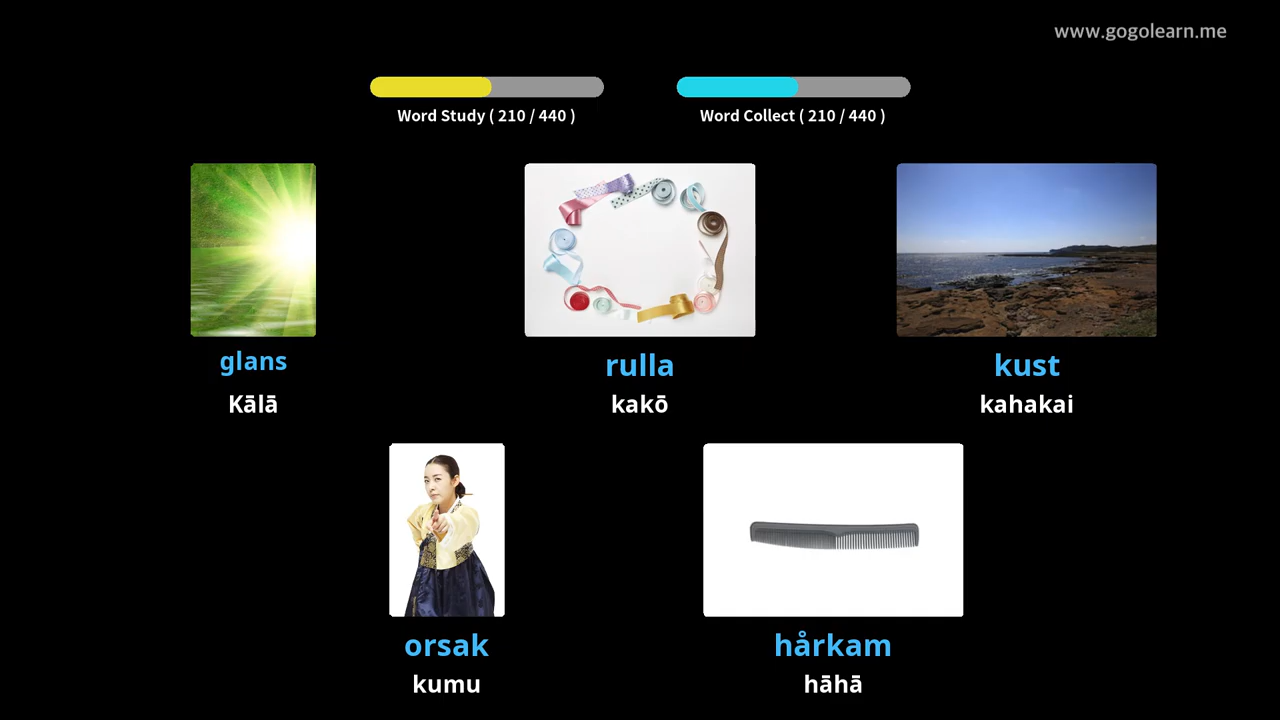 www.gogolearn.me
Word Study ( 210 / 440 )
Word Collect ( 210 / 440 )
glans
Kālā
rulla
kakō
kust
kahakai
orsak
kumu
hårkam
hāhā